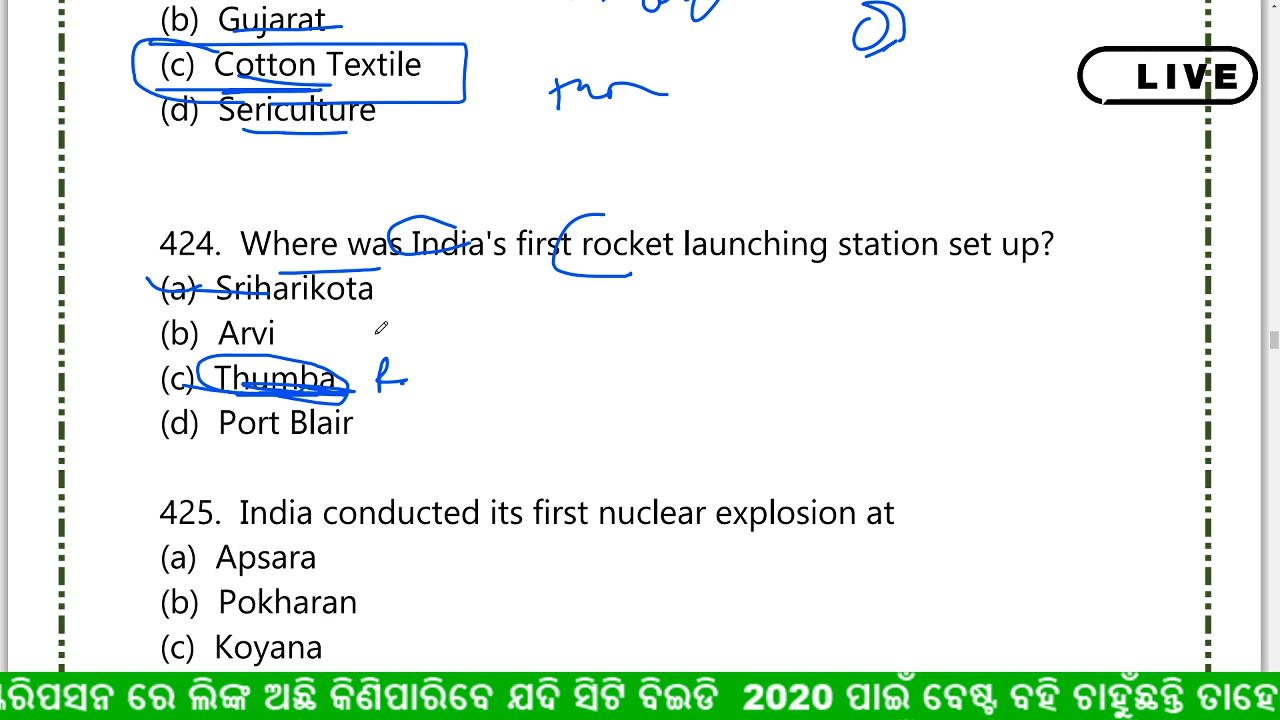 (b) Gujarat
(c) Cotton Textile
(d) Sericulture
LIVE
424. Where was India's first rocket launching station set up?
(a) Sriharikota
(b) Arvi
(c) Thumba
(d) Port Blair
425. India conducted its first nuclear explosion at
(a) Apsara
(b) Pokharan
(c) Koyana
ରିପସନ ରେ ଲିଙ୍କ ଅଛି କିଣିପାରିବେ ଯଦି ସିଟି ବିଇଡି 2020 ପାଇଁ ବେଷ୍ଟ ବହି ଚାହୁଁଛନ୍ତି ତାହେ